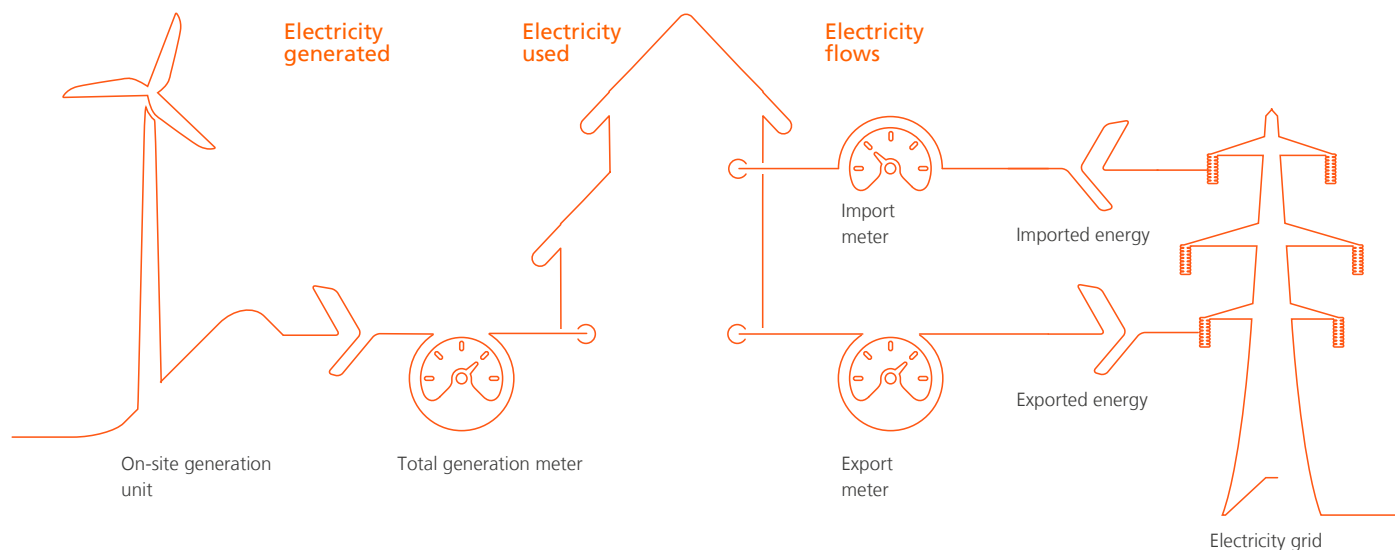 Electricity
generated
Electricity
used
Electricity
flows
Import
meter
Imported energy
Exported energy
On-site generation
unit
Total generation meter
Export
meter
Electricity grid